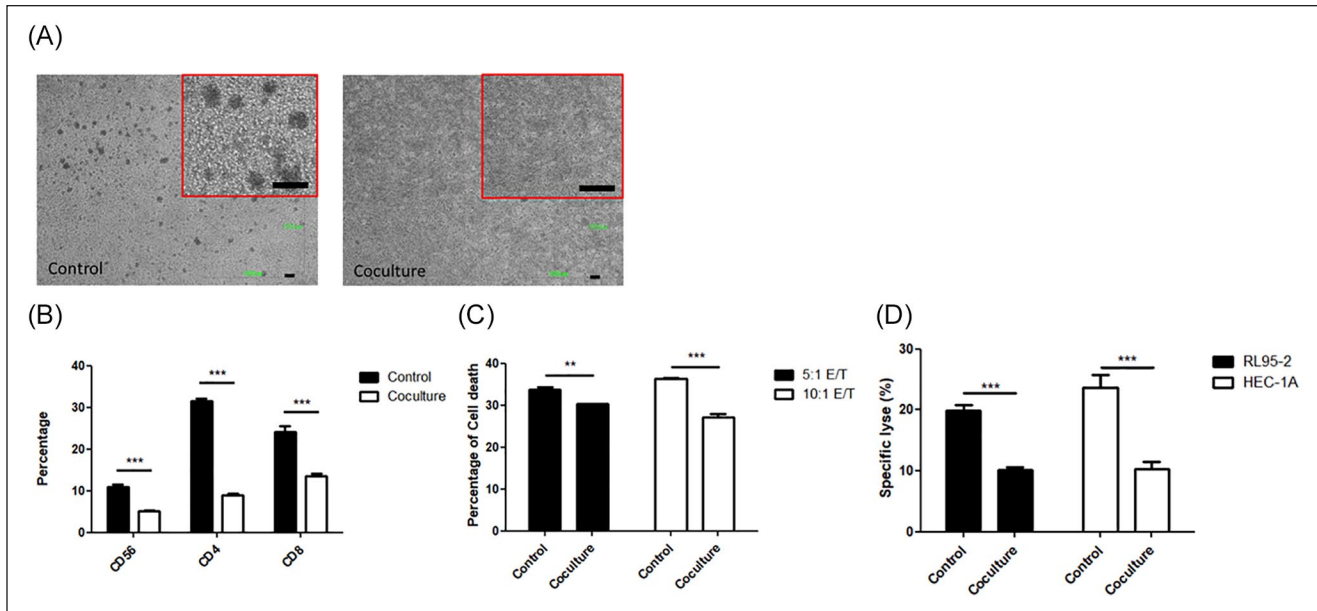 (A)
Control
Coculture
(B)
Percentage
40
30
20
10
0
***
***
***
CD56
CD4
CD8
Control
Coculture
(C)
Percentage of Cell death
40
30
20
10
0
**
***
Control
Coculture
Control
Coculture
5:1 E/T
10:1 E/T
(D)
Specific lyse (%)
30
20
10
0
***
***
Control
Coculture
Control
Coculture
RL95-2
HEC-1A